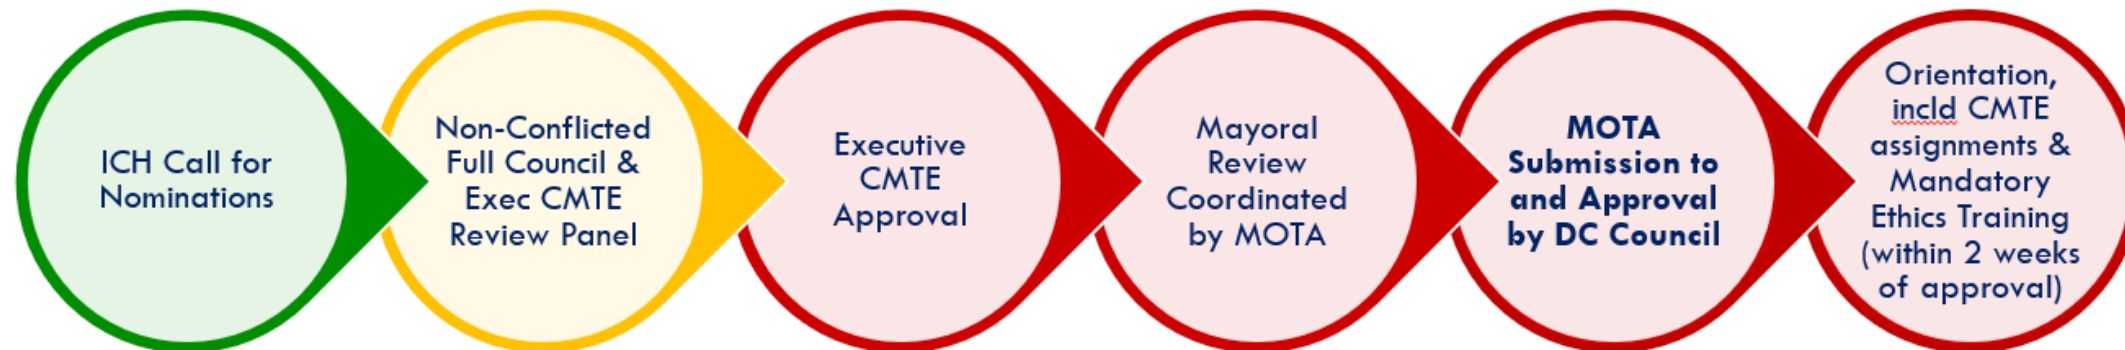 ICH Call for
Nominations
Non-Conflicted
Full Council &
Exec CMTE
Review Panel
Executive
CMTE
Approval
Mayoral
Review
Coordinated
by MOTA
MOTA
Submission to
and Approval
by DC Council
Orientation,
incld CMTE
assignments &
Mandatory
Ethics Training
(within 2 weeks
of approval)